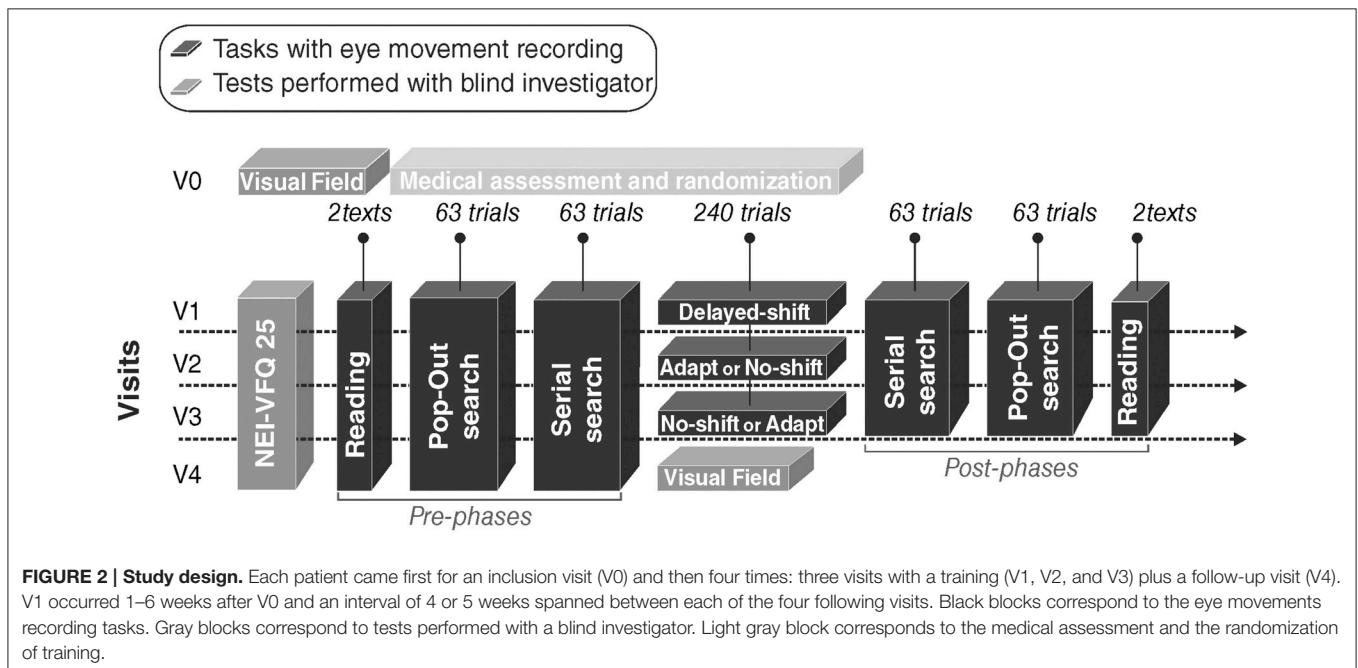 Tasks with eye movement recording
Tests performed with blind investigator
V0
Visual Field
Medical assessment and randomization
2texts
63 trials
63 trials
240 trials
63 trials
63 trials
2texts
Visits
V1
V2
V3
V4
NEI-VFQ 25
Reading
Pop-Out
search
Serial
search
Delayed-shift
Adapt or No-shift
No-shift or Adapt
Visual Field
Serial
search
Pop-Out
search
Reading
Pre-phases
Post-phases
FIGURE 2 | Study design. Each patient came first for an inclusion visit (V0) and then four times: three visits with a training (V1, V2, and V3) plus a follow-up visit (V4).
V1 occurred 1–6 weeks after V0 and an interval of 4 or 5 weeks spanned between each of the four following visits. Black blocks correspond to the eye movements
recording tasks. Gray blocks correspond to tests performed with a blind investigator. Light gray block corresponds to the medical assessment and the randomization
of training.